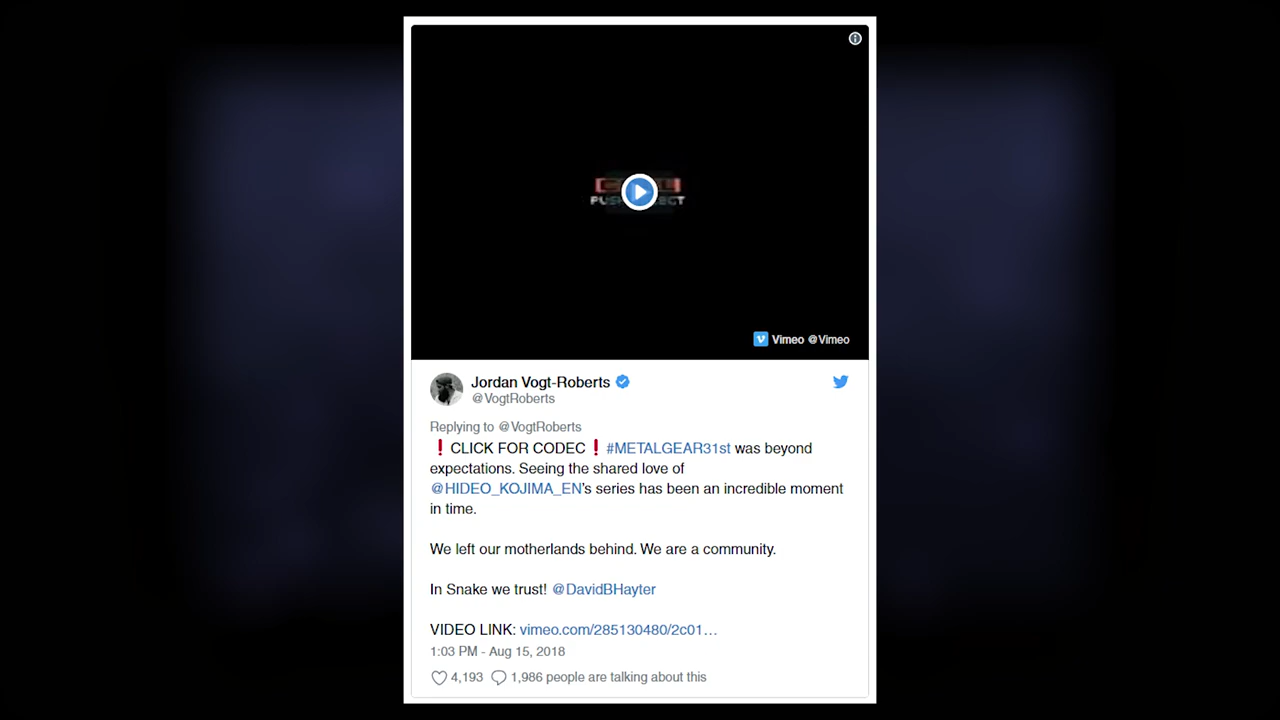 Vimeo @Vimeo
Jordan Vogt-Roberts
@VogtRoberts
Replying to @VogtRoberts
❗CLICK FOR CODEC❗#METALGEAR31st was beyond
expectations. Seeing the shared love of
@HIDEO_KOJIMA_EN's series has been an incredible moment
in time.
We left our motherlands behind. We are a community.
In Snake we trust! @DavidBHayter
VIDEO LINK: vimeo.com/285130480/2c01…
1:03 PM - Aug 15, 2018
4,193 1,986 people are talking about this